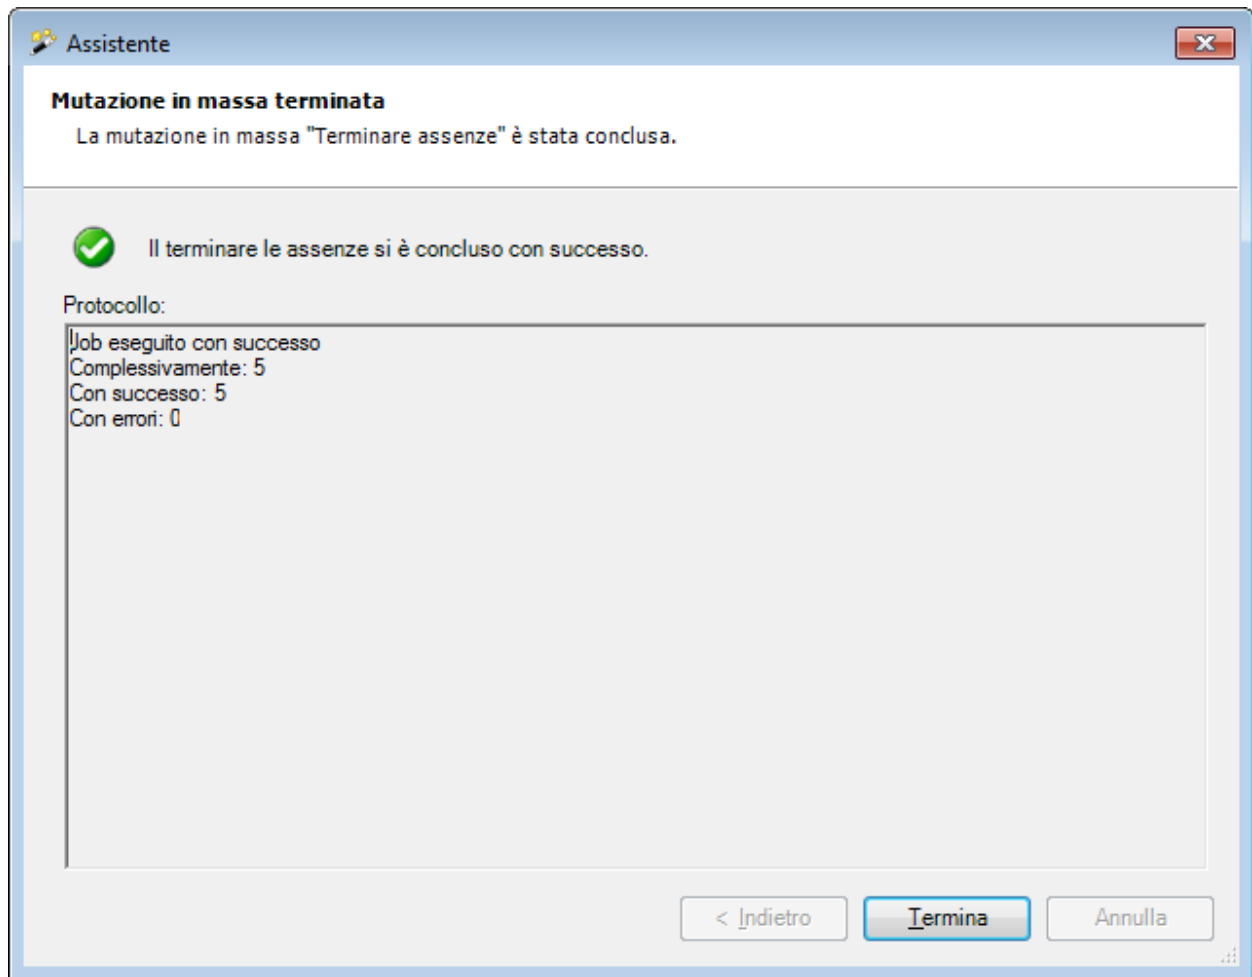 Assistente
Mutazione in massa terminata
La mutazione in massa "Terminare assenze" è stata conclusa.
Il terminare le assenze si è concluso con successo.
Protocollo:
Job eseguito con successo
Complessivamente: 5
Con successo: 5
Con errori: 0
< Indietro
Termina
Annulla